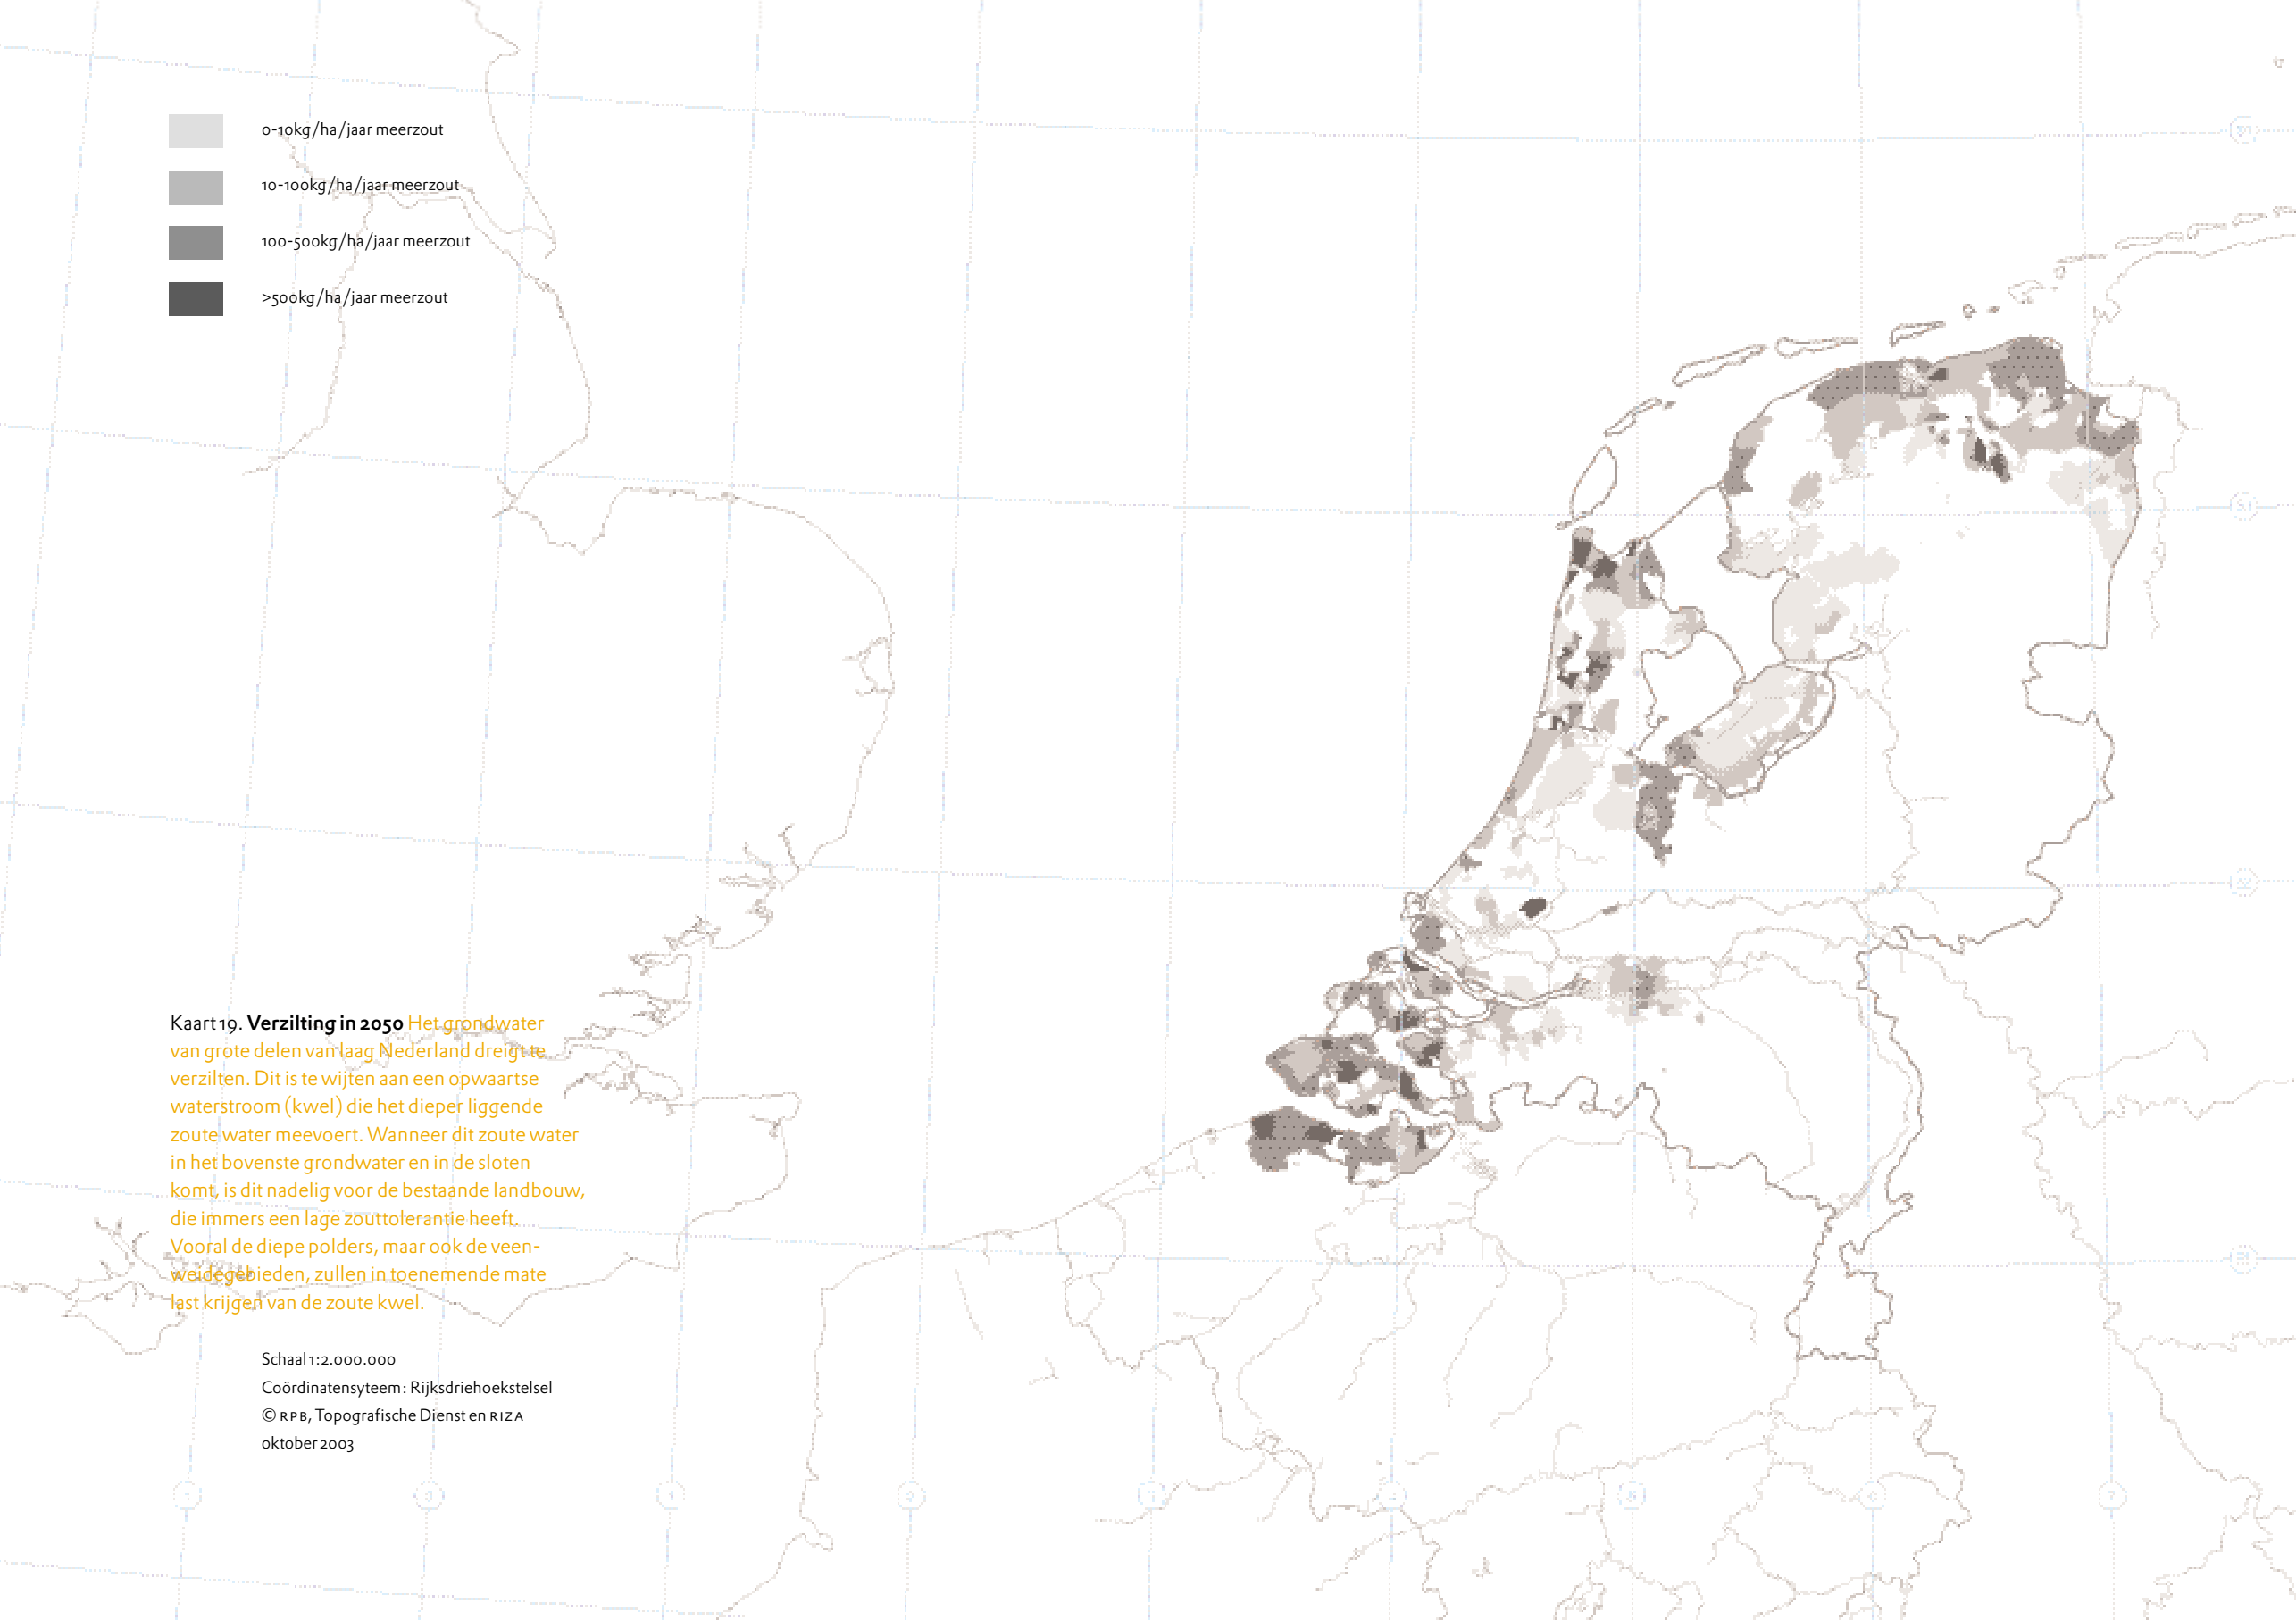 0-10kg/ha/jaar meerzout
10-100kg/ha/jaar meerzout
100-500kg/ha/jaar meerzout
>500kg/ha/jaar meerzout
Kaart 19. Verzilting in 2050 Het grondwater
van grote delen van laag Nederland dreigt te
verzilten. Dit is te wijten aan een opwaartse
waterstroom (kwel) die het dieper liggende
zoute water meevoert. Wanneer dit zoute water
in het bovenste grondwater en in de sloten
komt, is dit nadelig voor de bestaande landbouw,
die immers een lage zouttolerantie heeft.
Vooral de diepe polders, maar ook de veen-
weidegebieden, zullen in toenemende mate
last krijgen van de zoute kwel.
Schaal 1:2.000.000
Coördinatensyteem: Rijksdriehoekstelsel
© RPB, Topografische Dienst en RIZA
oktober 2003